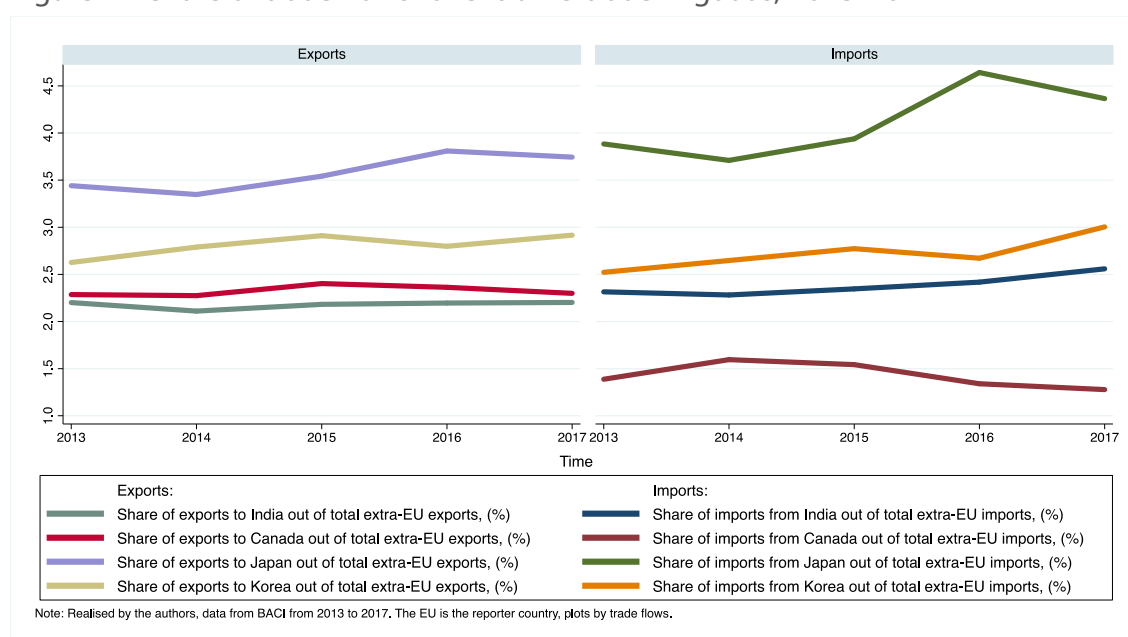 Exports Imports
4.5
4.0
3.5
3.0
2.5
2.0
1.5
1.0
2013 2014 2015 2016 2017 2013 2014 2015 2016 2017
Time
Exports: Imports:
Share of exports to India out of total extra-EU exports, (%) Share of imports from India out of total extra-EU imports, (%)
Share of exports to Canada out of total extra-EU exports, (%) Share of imports from Canada out of total extra-EU imports, (%)
Share of exports to Japan out of total extra-EU exports, (%) Share of imports from Japan out of total extra-EU imports, (%)
Share of exports to Korea out of total extra-EU exports, (%) Share of imports from Korea out of total extra-EU imports, (%)
Note: Realised by the authors, data from BACI from 2013 to 2017. The EU is the reporter country, plots by trade flows.